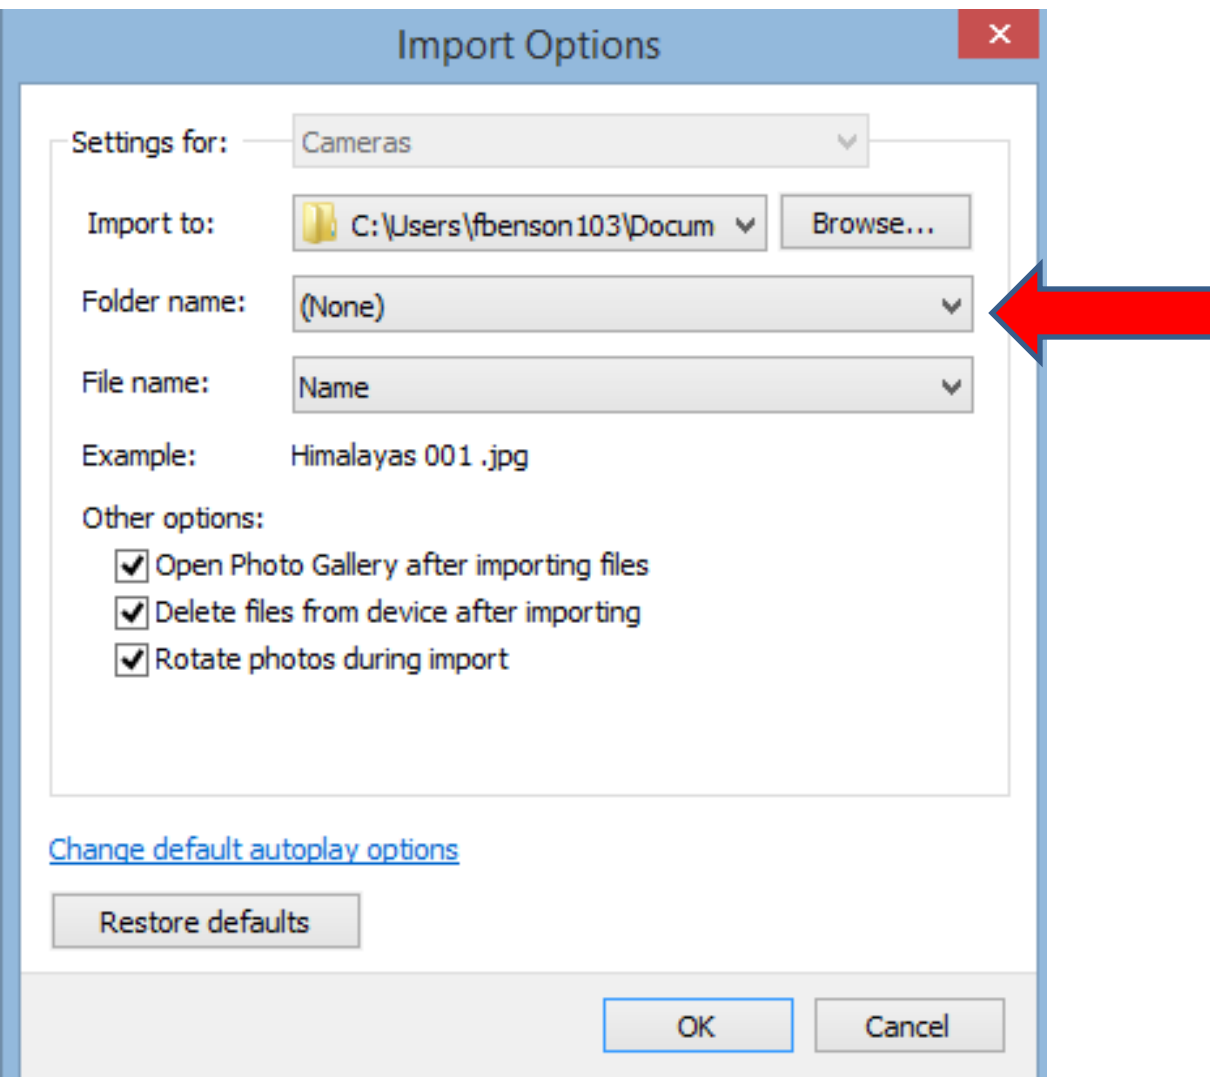 Import Options
Settings for: Cameras
Import to: C:\Users\fbenson103\Docum Browse...
Folder name: (None)
File name: Name
Example: Himalayas 001 .jpg
Other options:
Open Photo Gallery after importing files
Delete files from device after importing
Rotate photos during import
Change default autoplay options
Restore defaults
OK Cancel